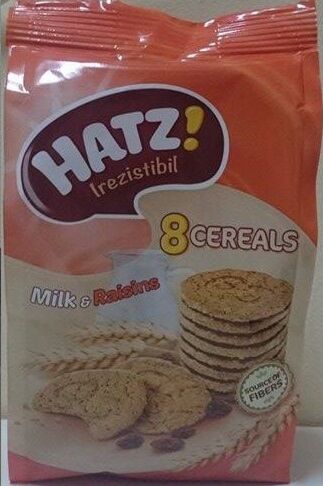 HATZ!
Irezistibil
8 CEREALS
Milk & Raisins
SOURCE OF
FIBERS